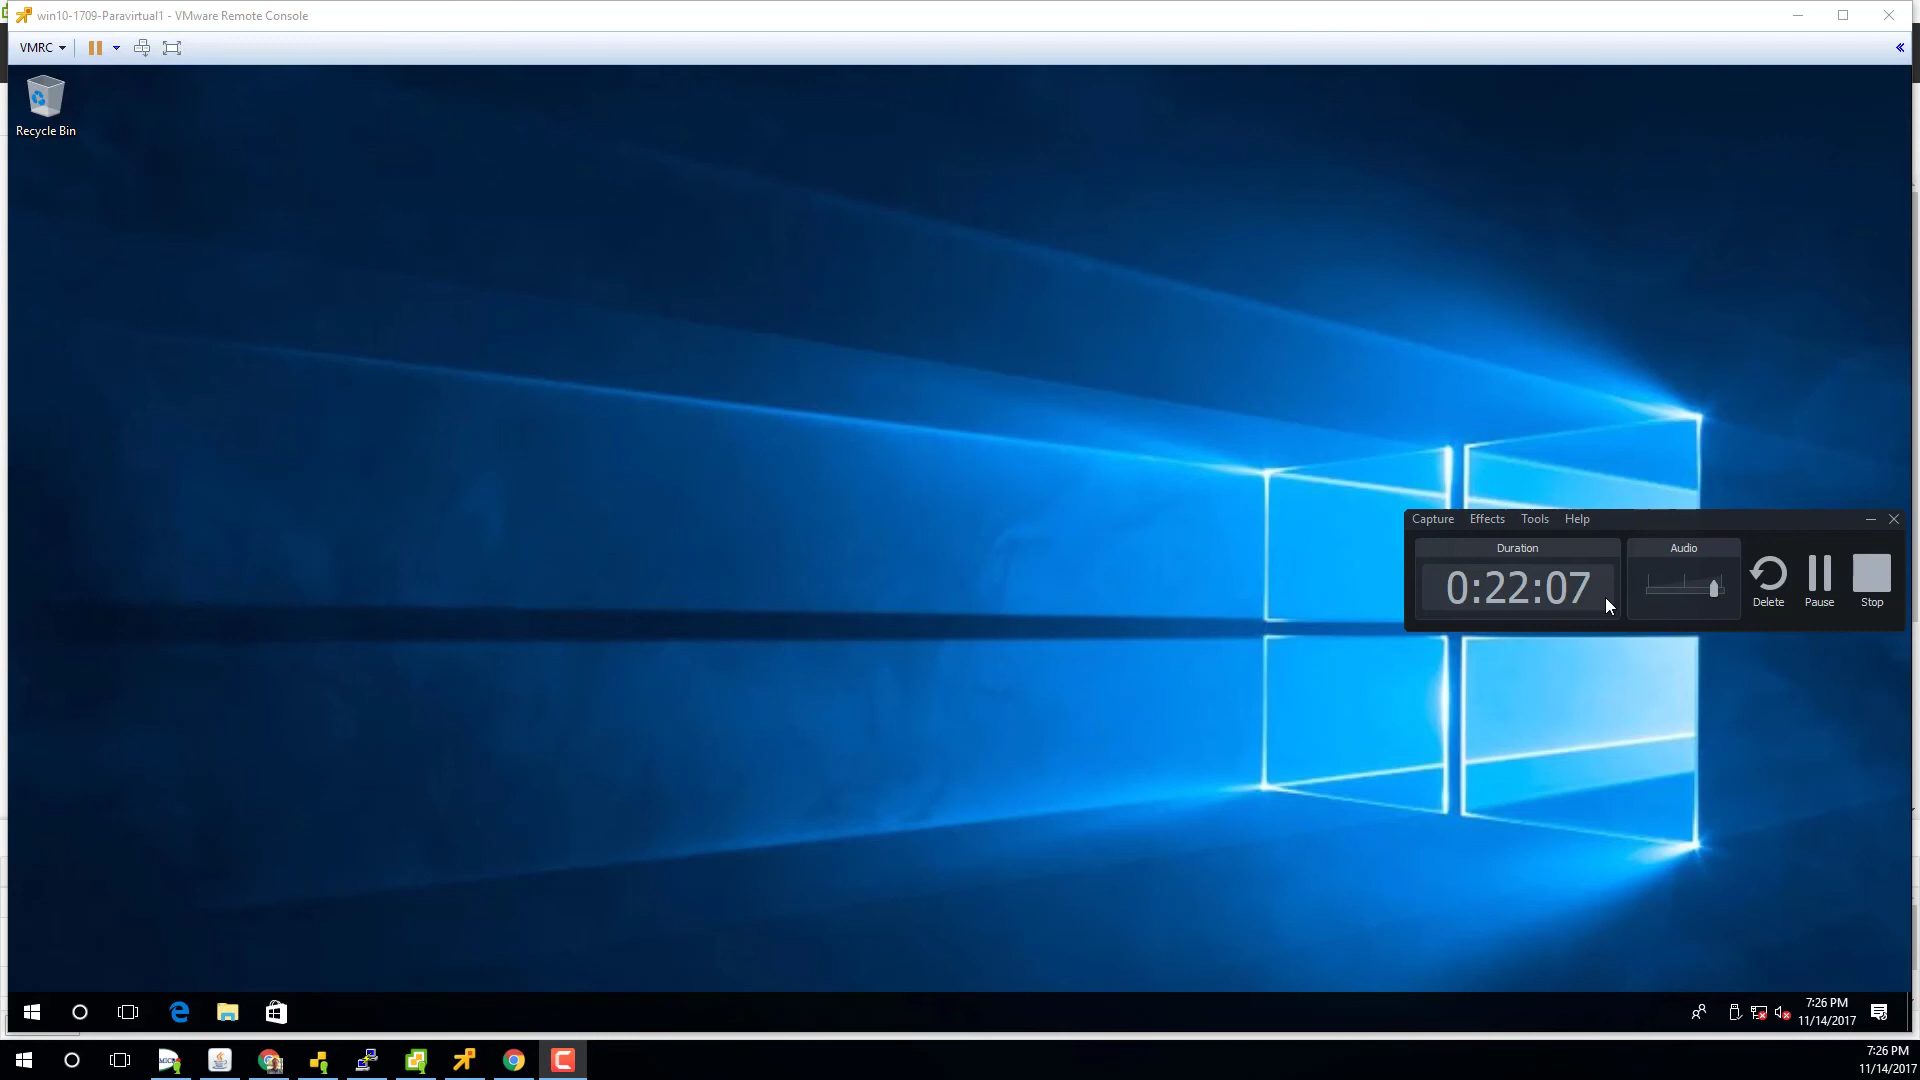 win10-1709-Paravirtual1 - VMware Remote Console
VMRC
Recycle Bin
Capture Effects Tools Help
Duration
Audio
0:22:07
Delete
Pause
Stop
7:26 PM
11/14/2017
7:26 PM
11/14/2017